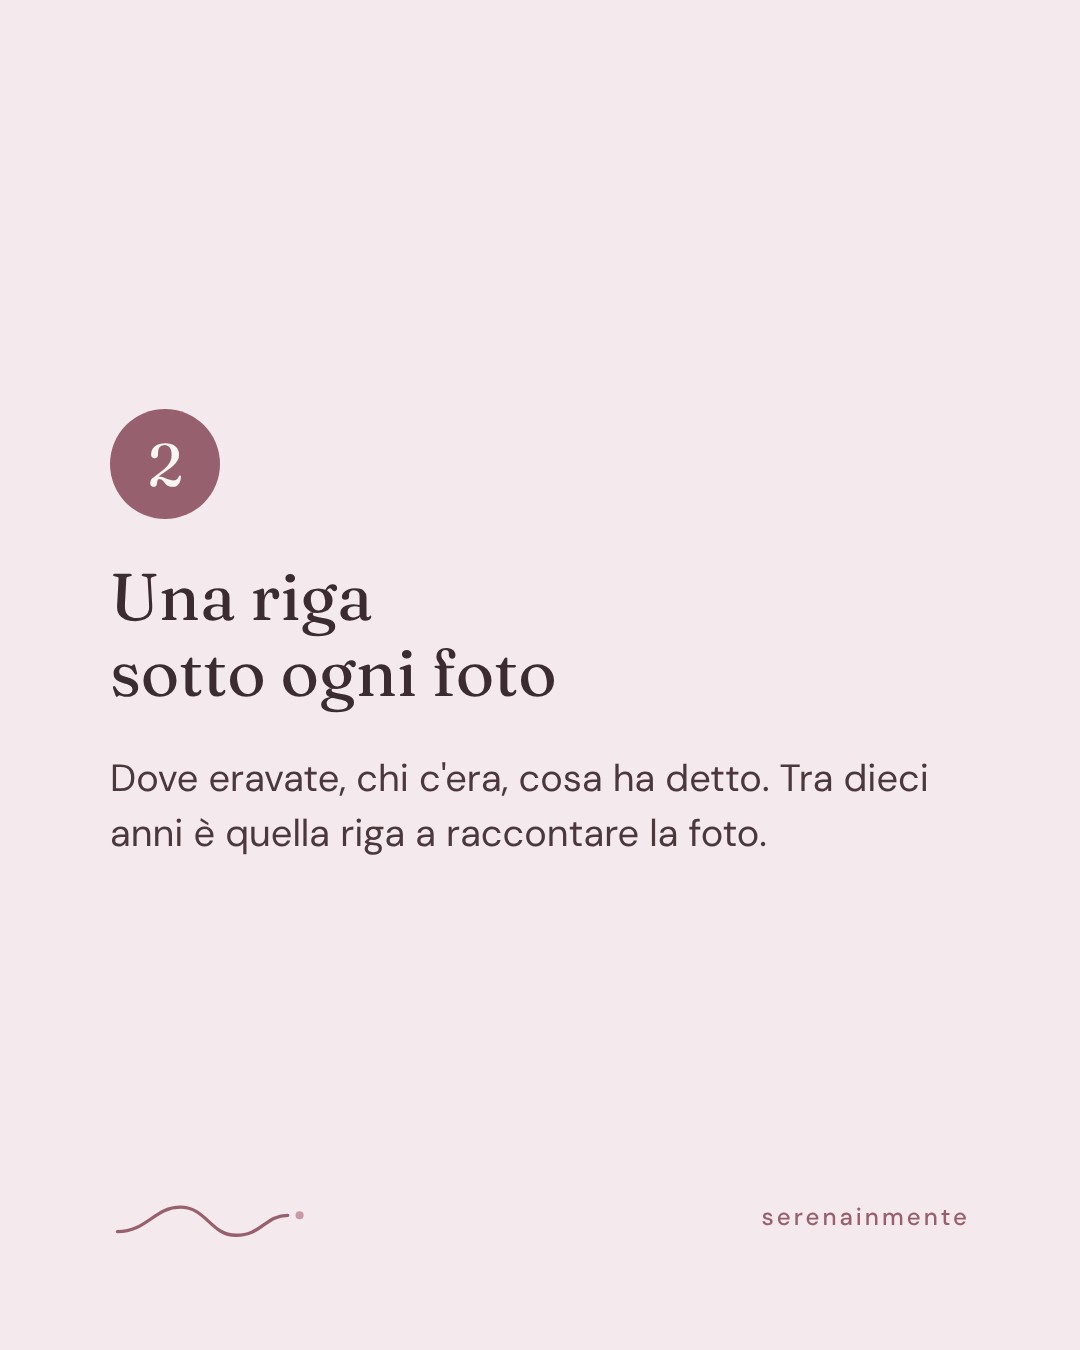 2
Una riga
sotto ogni foto
Dove eravate, chi c'era, cosa ha detto. Tra dieci
anni è quella riga a raccontare la foto.
serenainmente